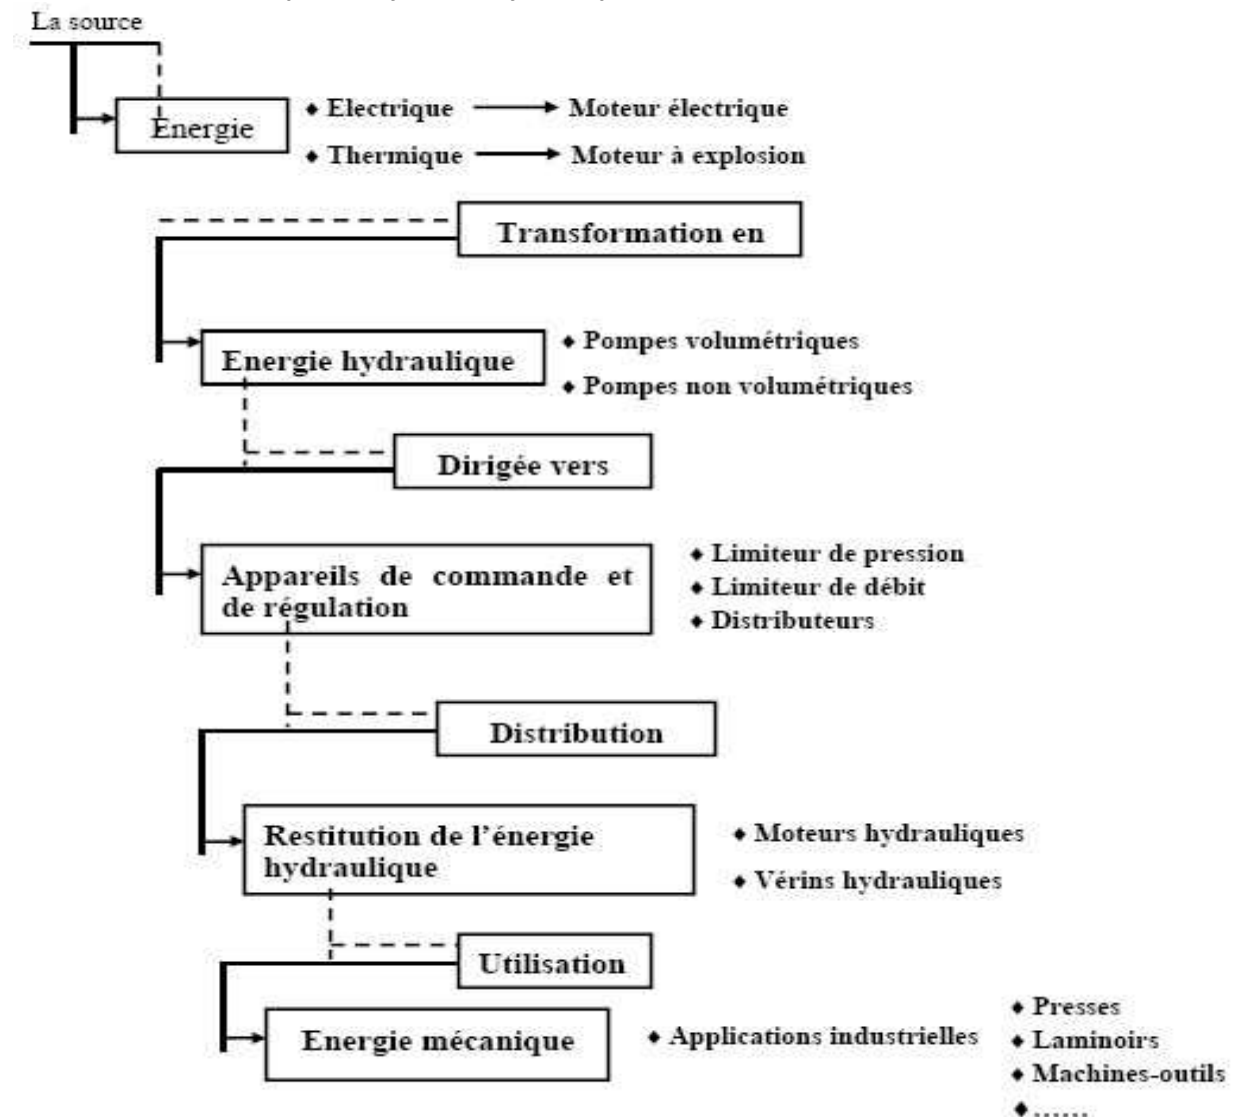 La source
Energie
♦ Electrique → Moteur électrique
♦ Thermique → Moteur à explosion
Transformation en
Energie hydraulique
♦ Pompes volumétriques
♦ Pompes non volumétriques
Dirigée vers
Appareils de commande et
de régulation
♦ Limiteur de pression
♦ Limiteur de débit
♦ Distributeurs
Distribution
Restitution de l'énergie
hydraulique
♦ Moteurs hydrauliques
♦ Vérins hydrauliques
Utilisation
Energie mécanique
♦ Applications industrielles
♦ Presses
♦ Laminoirs
♦ Machines-outils
♦ ......